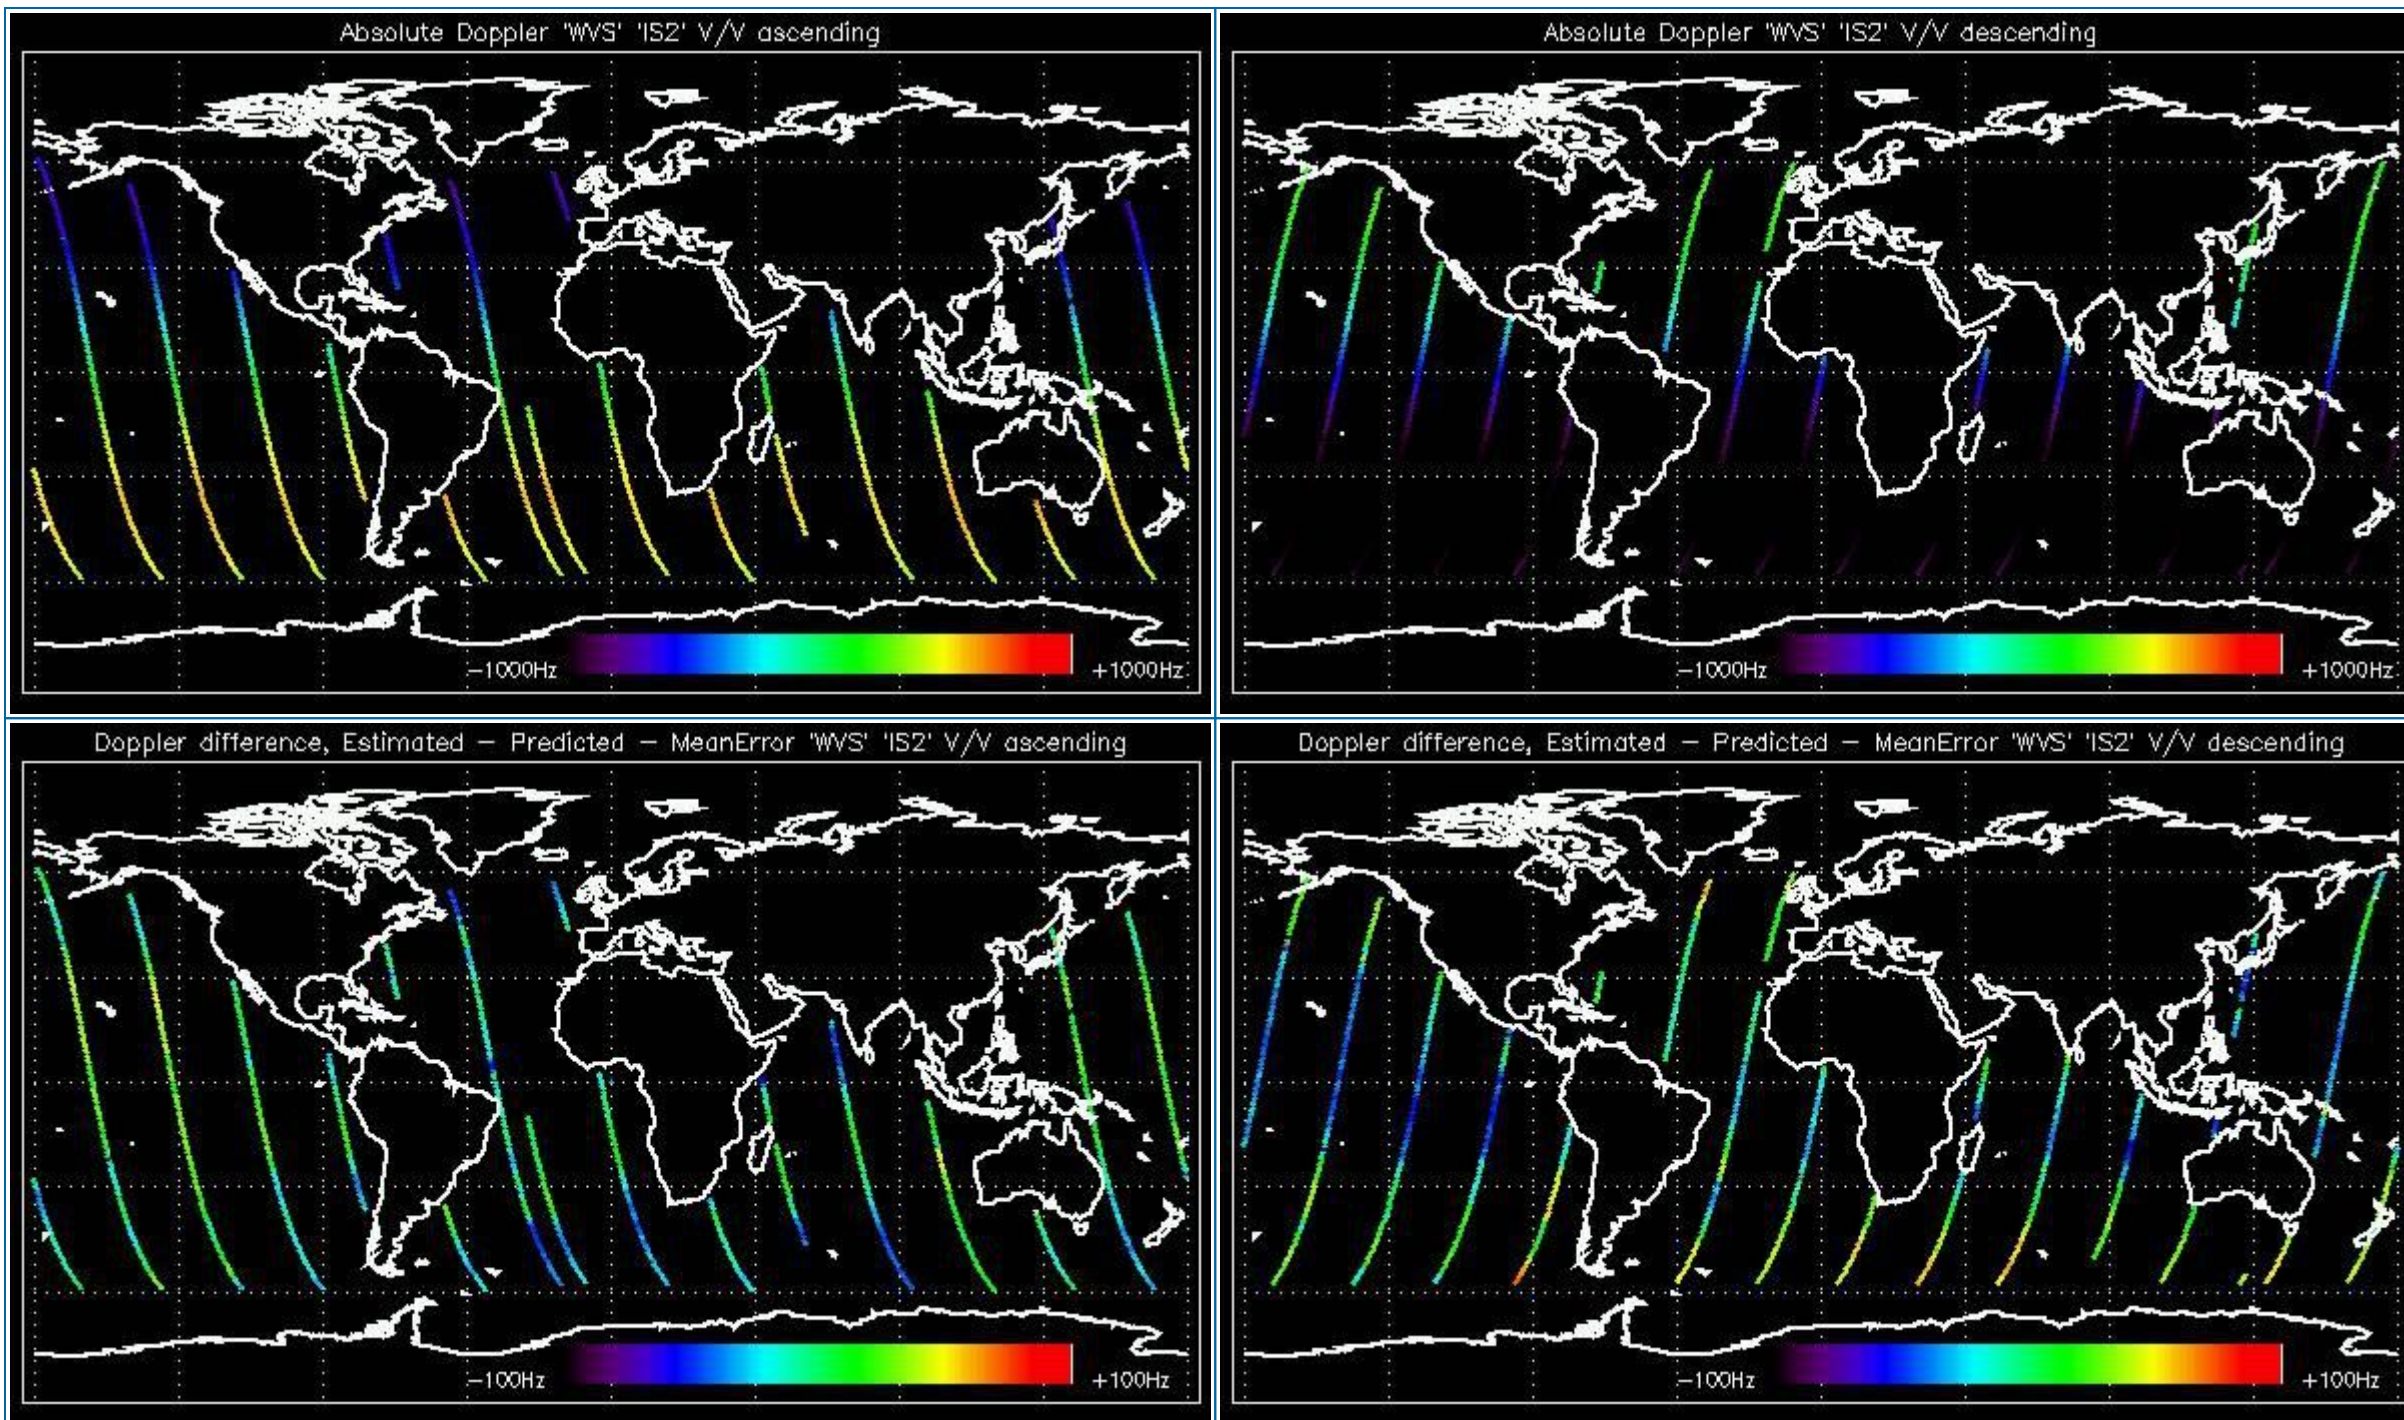 Absolute Doppler 'WVS' 'IS2' V/V ascending
-1000Hz
+1000Hz
Absolute Doppler 'WVS' 'IS2' V/V descending
-1000Hz
+1000Hz
Doppler difference, Estimated - Predicted - MeanError 'WVS' 'IS2' V/V ascending
-100Hz
+100Hz
Doppler difference, Estimated - Predicted - MeanError 'WVS' 'IS2' V/V descending
-100Hz
+100Hz